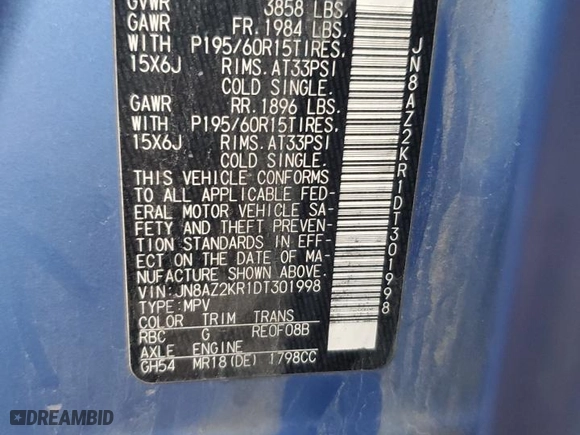 GVWR 3858 LBS.
GAWR FR. 1984 LBS.
WITH P195/60R15TIRES,
15X6J RIMS. AT33PSI
COLD SINGLE.
GAWR RR. 1896 LBS.
WITH P195/60R15TIRES,
15X6J RIMS. AT33PSI
COLD SINGLE.
THIS VEHICLE CONFORMS
TO ALL APPLICABLE FED-
ERAL MOTOR VEHICLE SA-
FETY AND THEFT PREVEN-
TION STANDARDS IN EFF-
ECT ON THE DATE OF MA-
NUFACTURE SHOWN ABOVE.
VIN:JN8AZ2KR1DT301998
TYPE:MPV
COLOR TRIM TRANS
RBC G RE0F08B
AXLE ENGINE
GH54 MR18(DE) 1798CC
JN8AZ2KR1DT301998
DREAMBID